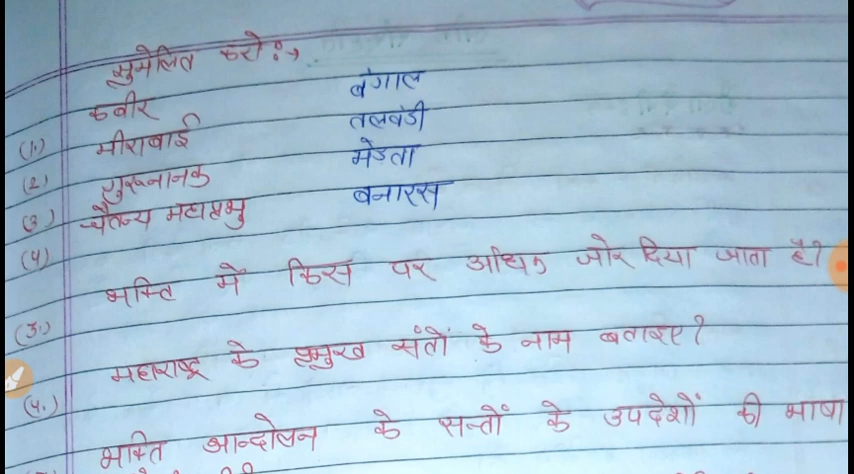 सुमेलित करो :→
(1.) कबीर बंगाल
(2) मीराबाई तलवंडी
(3) गुरूनानक मेड़ता
(4) चैतन्य महाप्रभु बनारस
(3.) भक्ति में किस पर अधिक जोर दिया जाता है?
(4.) महाराष्ट्र के प्रमुख संतों के नाम बताइए?
भक्ति आन्दोलन के सन्तों के उपदेशों की भाषा